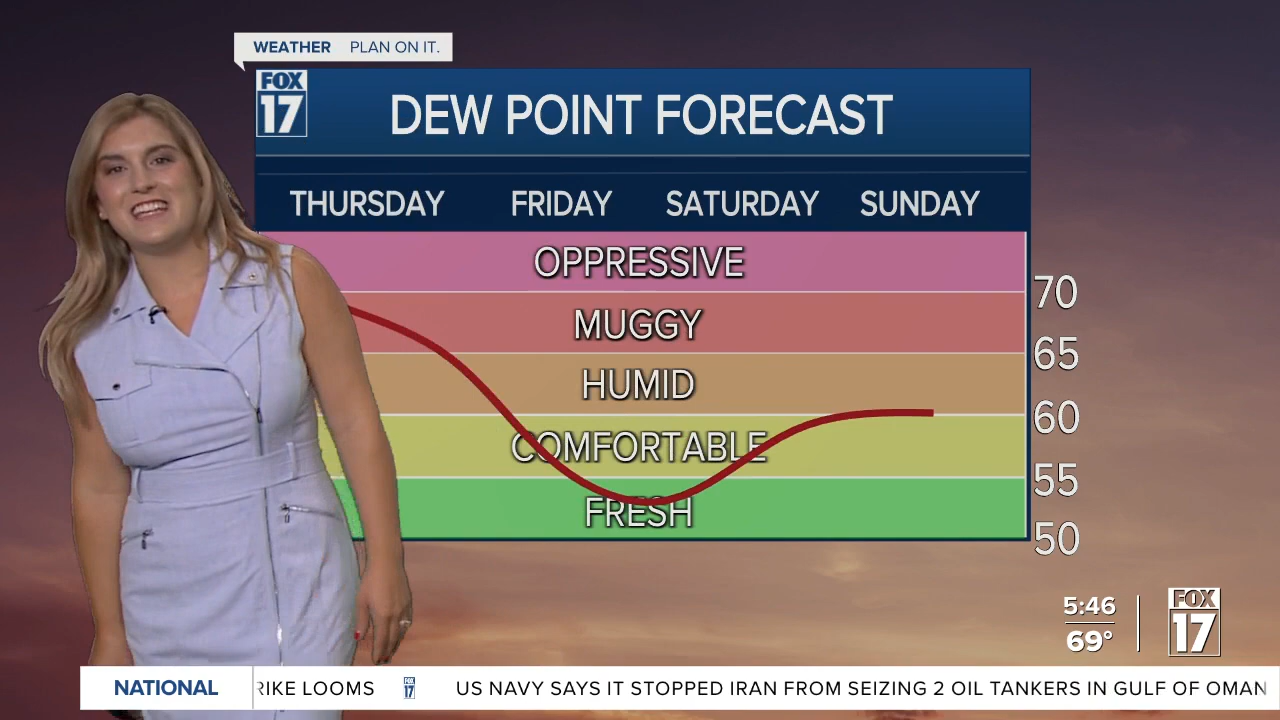 WEATHER PLAN ON IT.
FOX
17
DEW POINT FORECAST
THURSDAY FRIDAY SATURDAY SUNDAY
OPPRESSIVE
70
MUGGY
65
HUMID
60
COMFORTABLE
55
FRESH
50
5:46
69°
FOX
17
NATIONAL RIKE LOOMS FOX 17 US NAVY SAYS IT STOPPED IRAN FROM SEIZING 2 OIL TANKERS IN GULF OF OMAN